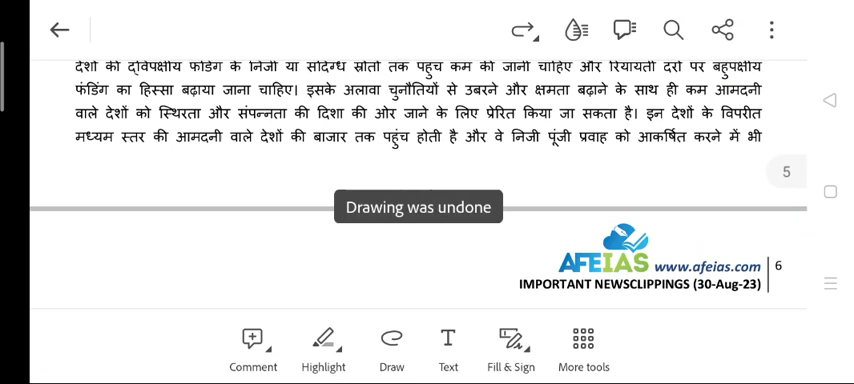 देशों की द्विपक्षीय फंडिंग के निजी या संदिग्ध स्रोतों तक पहुंच कम की जानी चाहिए और रियायती दरों पर बहुपक्षीय
फंडिंग का हिस्सा बढ़ाया जाना चाहिए। इसके अलावा चुनौतियों से उबरने और क्षमता बढ़ाने के साथ ही कम आमदनी
वाले देशों को स्थिरता और संपन्नता की दिशा की ओर जाने के लिए प्रेरित किया जा सकता है। इन देशों के विपरीत
मध्यम स्तर की आमदनी वाले देशों की बाजार तक पहुंच होती है और वे निजी पूंजी प्रवाह को आकर्षित करने में भी
5
Drawing was undone
AFEIAS www.afeias.com 6
IMPORTANT NEWSCLIPPINGS (30-Aug-23)
Comment Highlight Draw Text Fill & Sign More tools